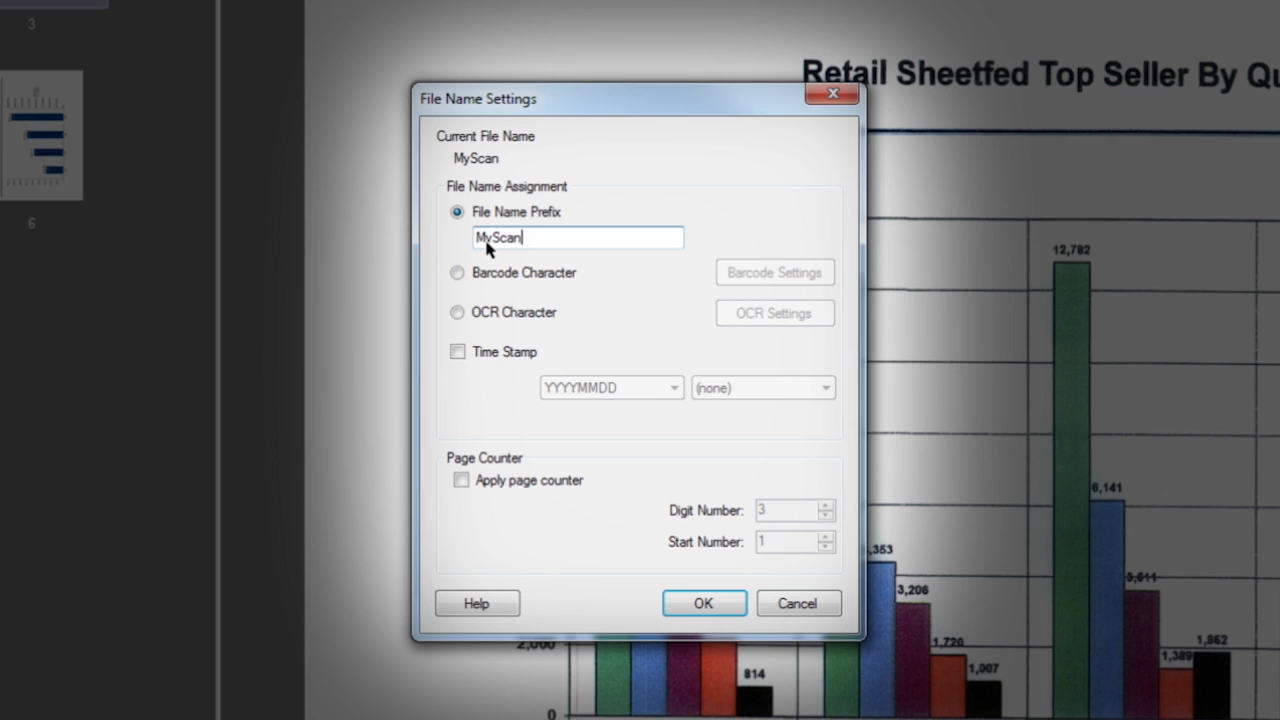 3
6
Retail Sheetfed Top Seller By Qu
File Name Settings
Current File Name
MyScan
File Name Assignment
File Name Prefix
MyScan
Barcode Character
Barcode Settings
OCR Character
OCR Settings
Time Stamp
YYYYMMDD
(none)
Page Counter
Apply page counter
Digit Number: 3
Start Number: 1
Help
OK
Cancel
12,782
6,141
,353
3,611
3,206
1,720
1,862
1,389
1,007
2,000
814
0